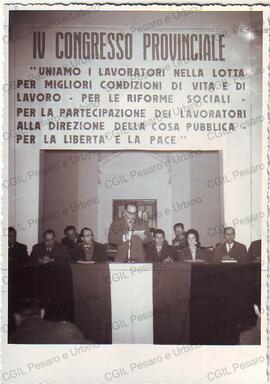 IV CONGRESSO PROVINCIALE
"UNIAMO I LAVORATORI NELLA LOTTA
PER MIGLIORI CONDIZIONI DI VITA E DI
LAVORO - PER LE RIFORME SOCIALI -
PER LA PARTECIPAZIONE DEI LAVORATORI
ALLA DIREZIONE DELLA COSA PUBBLICA -
PER LA LIBERTA' E LA PACE"
CGIL Pesaro e Urbino